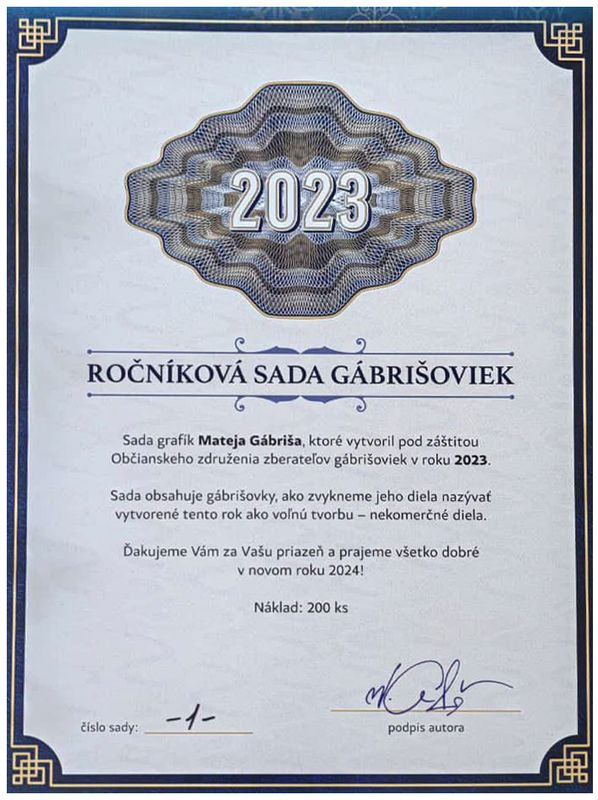 2023
ROČNÍKOVÁ SADA GÁBRIŠOVIEK
Sada grafík Mateja Gábriša, ktoré vytvoril pod záštitou
Občianskeho združenia zberateľov gábrišoviek v roku 2023.
Sada obsahuje gábrišovky, ako zvykneme jeho diela nazývať
vytvorené tento rok ako voľnú tvorbu – nekomerčné diela.
Ďakujeme Vám za Vašu priazeň a prajeme všetko dobré
v novom roku 2024!
Náklad: 200 ks
číslo sady: -1-
podpis autora